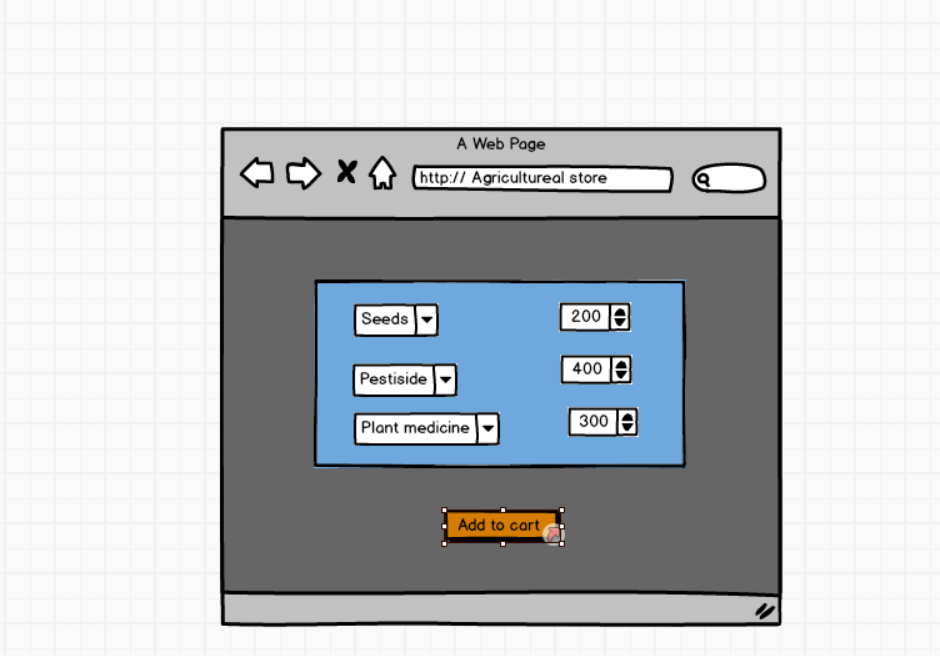 A Web Page
http:// Agricultureal store
Seeds
200
Pestiside
400
Plant medicine
300
Add to cart